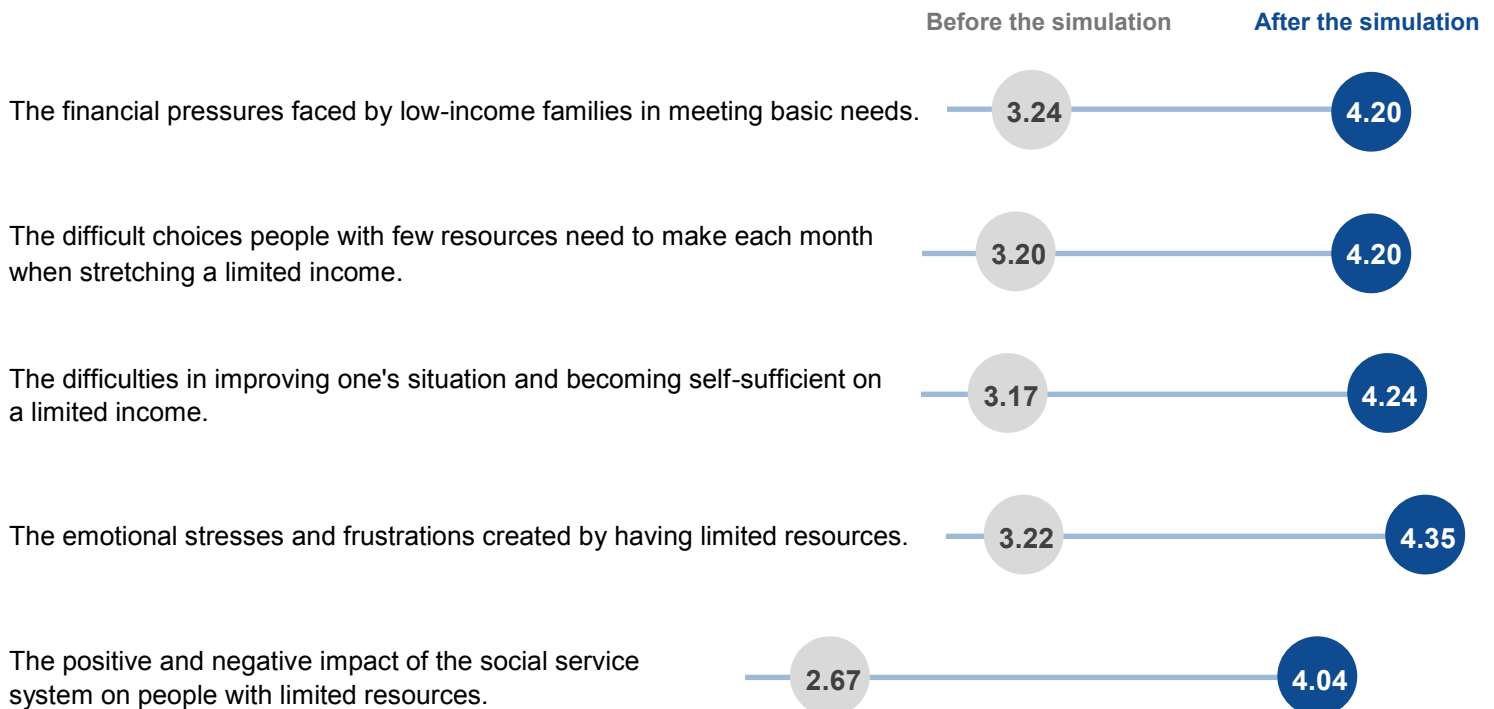 Before the simulation After the simulation
The financial pressures faced by low-income families in meeting basic needs. 3.24 4.20
The difficult choices people with few resources need to make each month
when stretching a limited income.
3.20 4.20
The difficulties in improving one's situation and becoming self-sufficient on
a limited income.
3.17 4.24
The emotional stresses and frustrations created by having limited resources. 3.22 4.35
The positive and negative impact of the social service
system on people with limited resources.
2.67 4.04